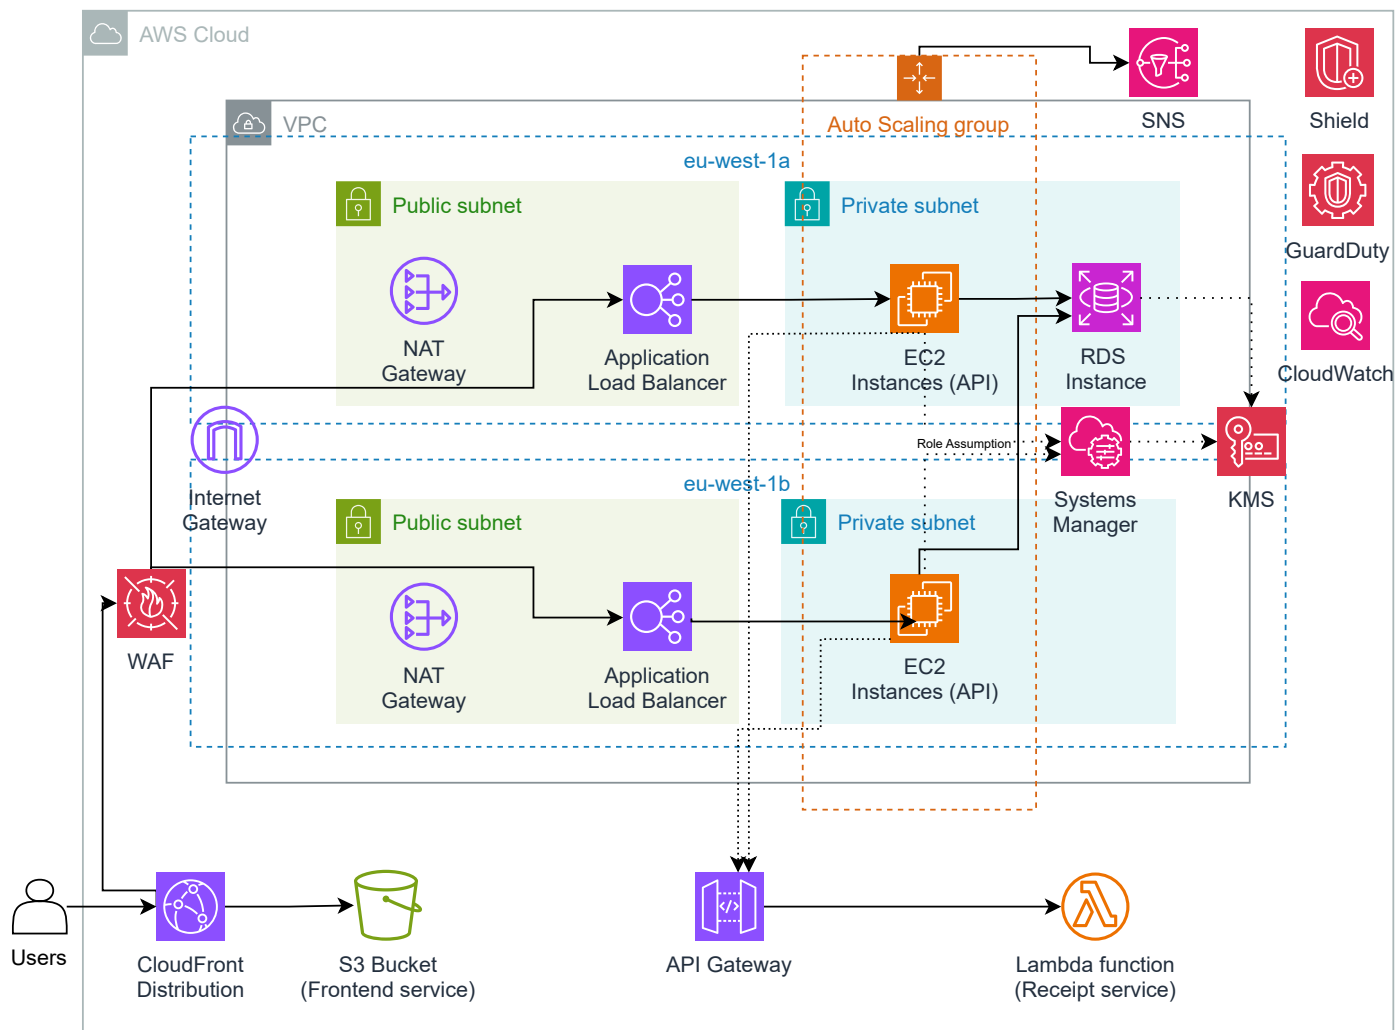 AWS Cloud
SNS
Shield
VPC
Auto Scaling group
eu-west-1a
Public subnet
Private subnet
GuardDuty
NAT
Gateway
Application
Load Balancer
EC2
Instances (API)
RDS
Instance
CloudWatch
Role Assumption
Internet
Gateway
eu-west-1b
Public subnet
Private subnet
Systems
Manager
KMS
WAF
NAT
Gateway
Application
Load Balancer
EC2
Instances (API)
Users
CloudFront
Distribution
S3 Bucket
(Frontend service)
API Gateway
Lambda function
(Receipt service)